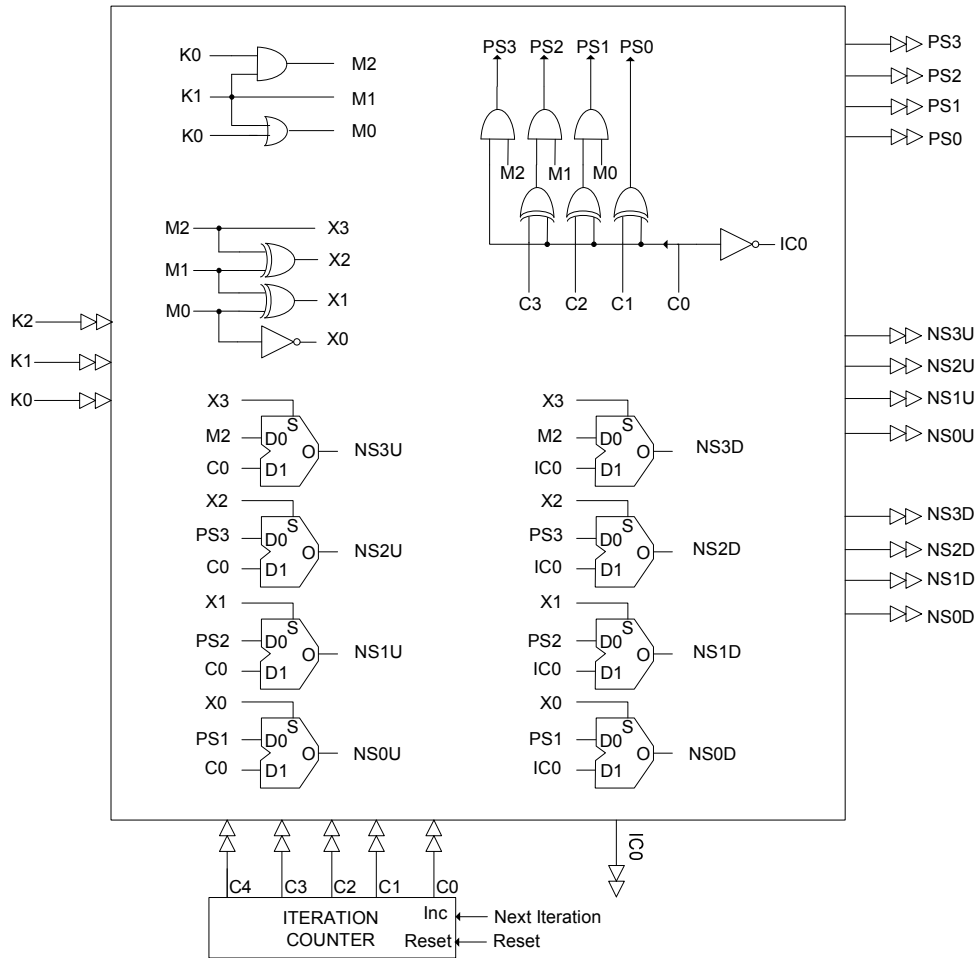 K0
M2
K1
M1
K0
M0
PS3 PS2 PS1 PS0
M2 M1 M0
IC0
C3 C2 C1 C0
M2
X3
X2
M1
X1
M0
X0
K2
K1
K0
PS3
PS2
PS1
PS0
NS3U
NS2U
NS1U
NS0U
NS3D
NS2D
NS1D
NS0D
X3
S
M2 D0
O NS3U
C0 D1
X2
S
PS3 D0
O NS2U
C0 D1
X1
S
PS2 D0
O NS1U
C0 D1
X0
S
PS1 D0
O NS0U
C0 D1
X3
S
M2 D0
O NS3D
IC0 D1
X2
S
PS3 D0
O NS2D
IC0 D1
X1
S
PS2 D0
O NS1D
IC0 D1
X0
S
PS1 D0
O NS0D
IC0 D1
IC0
C4 C3 C2 C1 C0
ITERATION
COUNTER
Inc Next Iteration
Reset Reset